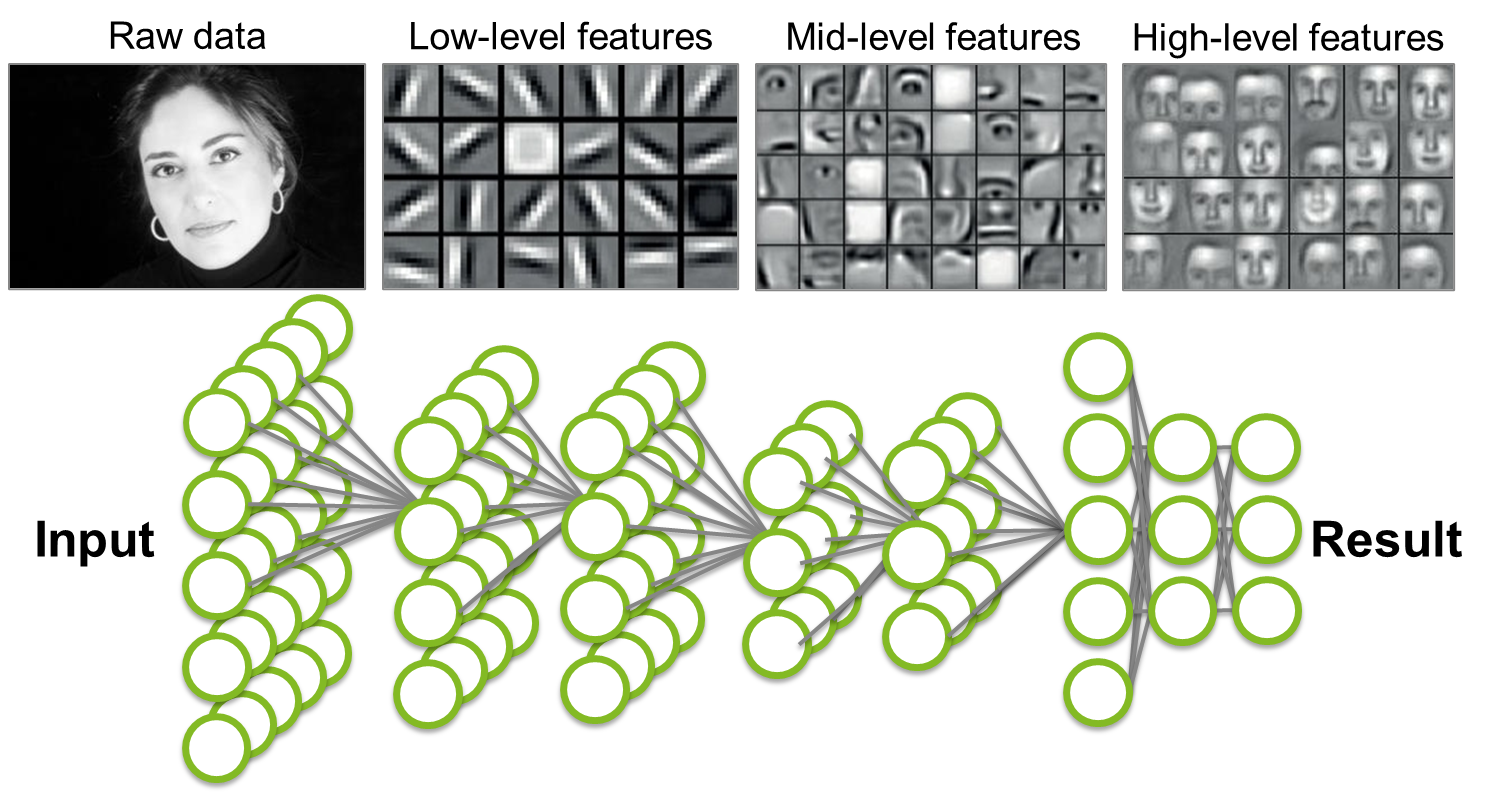 Raw data
Low-level features
Mid-level features
High-level features
Input
Result